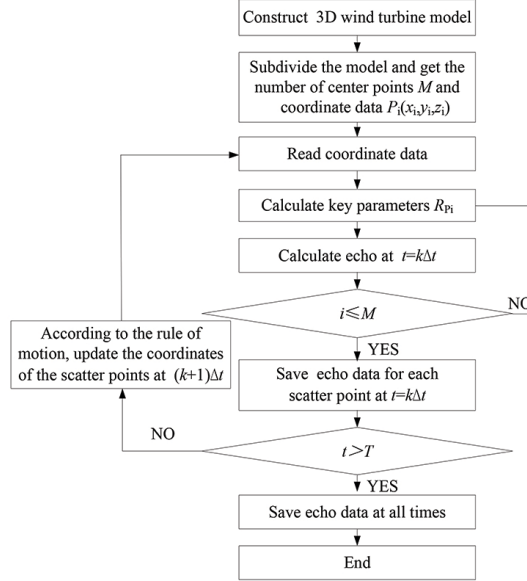 Construct 3D wind turbine model
Subdivide the model and get the
number of center points M and
coordinate data Pi(xi,yi,zi)
Read coordinate data
Calculate key parameters RPi
Calculate echo at t=kΔt
i⩽M
NO
YES
According to the rule of
motion, update the coordinates
of the scatter points at (k+1)Δt
Save echo data for each
scatter point at t=kΔt
NO
t>T
YES
Save echo data at all times
End